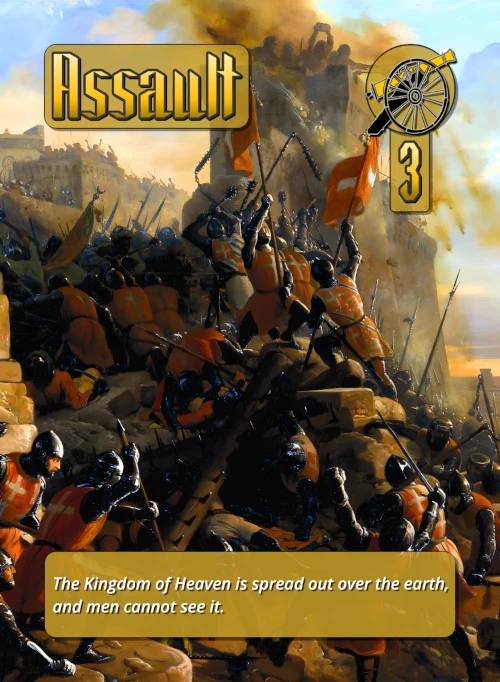 Assault
3
The Kingdom of Heaven is spread out over the earth,
and men cannot see it.